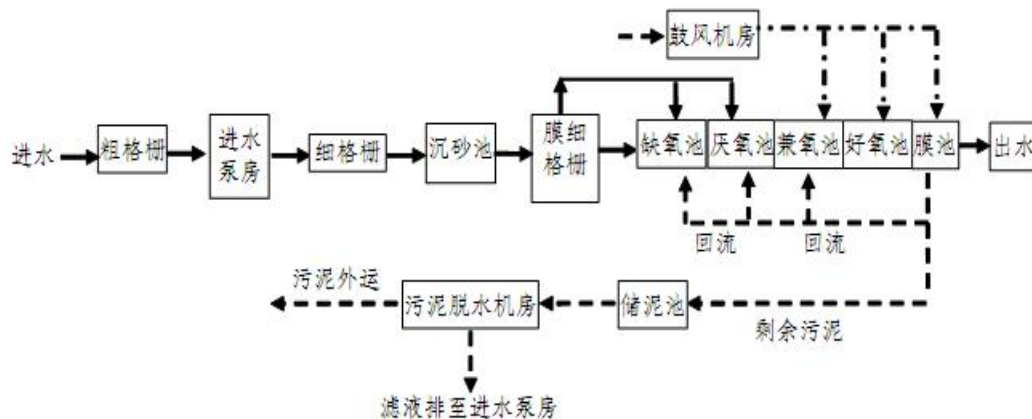 鼓风机房
进水
粗格栅
进水
泵房
细格栅
沉砂池
膜细
格栅
缺氧池
厌氧池
兼氧池
好氧池
膜池
出水
回流
回流
污泥外运
污泥脱水机房
储泥池
剩余污泥
滤液排至进水泵房